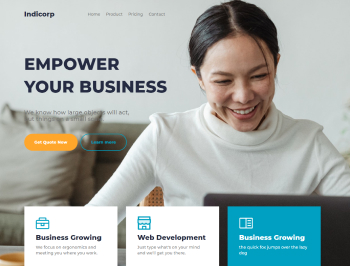 Indicorp
Home Product Pricing Contact
EMPOWER
YOUR BUSINESS
We know how large objects will act,
but things on a small scale
Get Quote Now
Learn More
Business Growing
We focus on ergonomics and
meeting you where you work.
Web Development
Just type what's on your mind
and we'll get you there.
Business Growing
the quick fox jumps over the lazy
dog